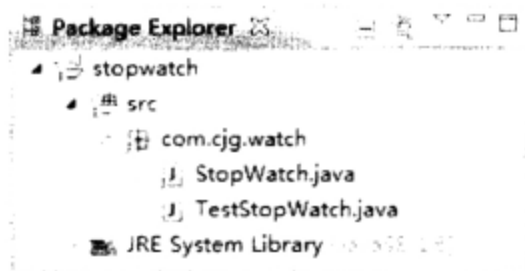 Package Explorer
stopwatch
src
com.cjg.watch
StopWatch.java
TestStopWatch.java
JRE System Library